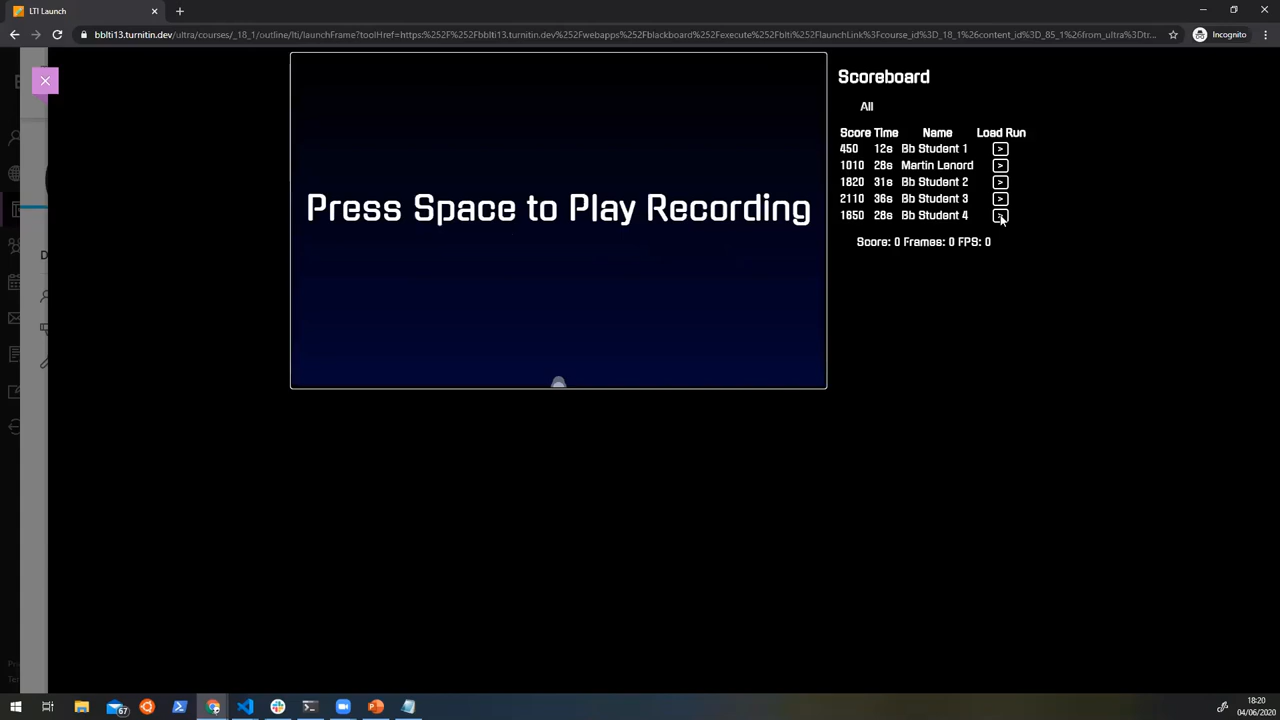 LTI Launch
bblti13.turnitin.dev/ultra/courses/_18_1/outline/lti/launchFrame?toolHref=https:%252F%252Fbblti13.turnitin.dev%252Fwebapps%252Fblackboard%252Fexecute%252Fblti%252FlaunchLink%253Fcourse_id%253D_18_1%2526content_id%253D_85_1%2526from_ultra%253Dtr...
Incognito
Press Space to Play Recording
Scoreboard
All
Score Time Name Load Run
450 12s Bb Student 1 >
1010 28s Martin Lenord >
1820 31s Bb Student 2 >
2110 36s Bb Student 3 >
1650 28s Bb Student 4
Score: 0 Frames: 0 FPS: 0
D
67
18:20
04/06/2020